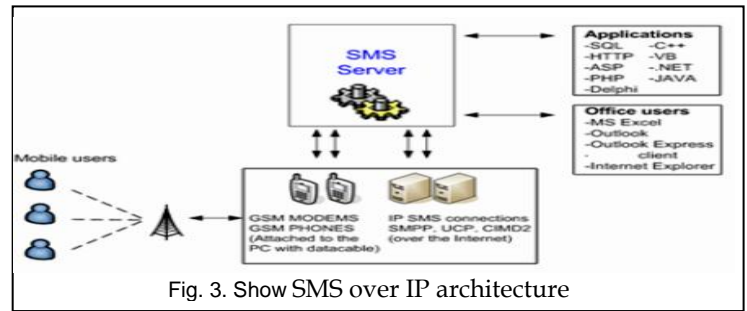 SMS
Server
Applications
-SQL -C++
-HTTP -VB
-ASP -.NET
-PHP -JAVA
-Delphi
Office users
-MS Excel
-Outlook
-Outlook Express
- client
-Internet Explorer
Mobile users
GSM MODEMS
GSM PHONES
(Attached to the
PC with datacable)
IP SMS connections
SMPP, UCP, CIMD2
(over the Internet)
Fig. 3. Show SMS over IP architecture